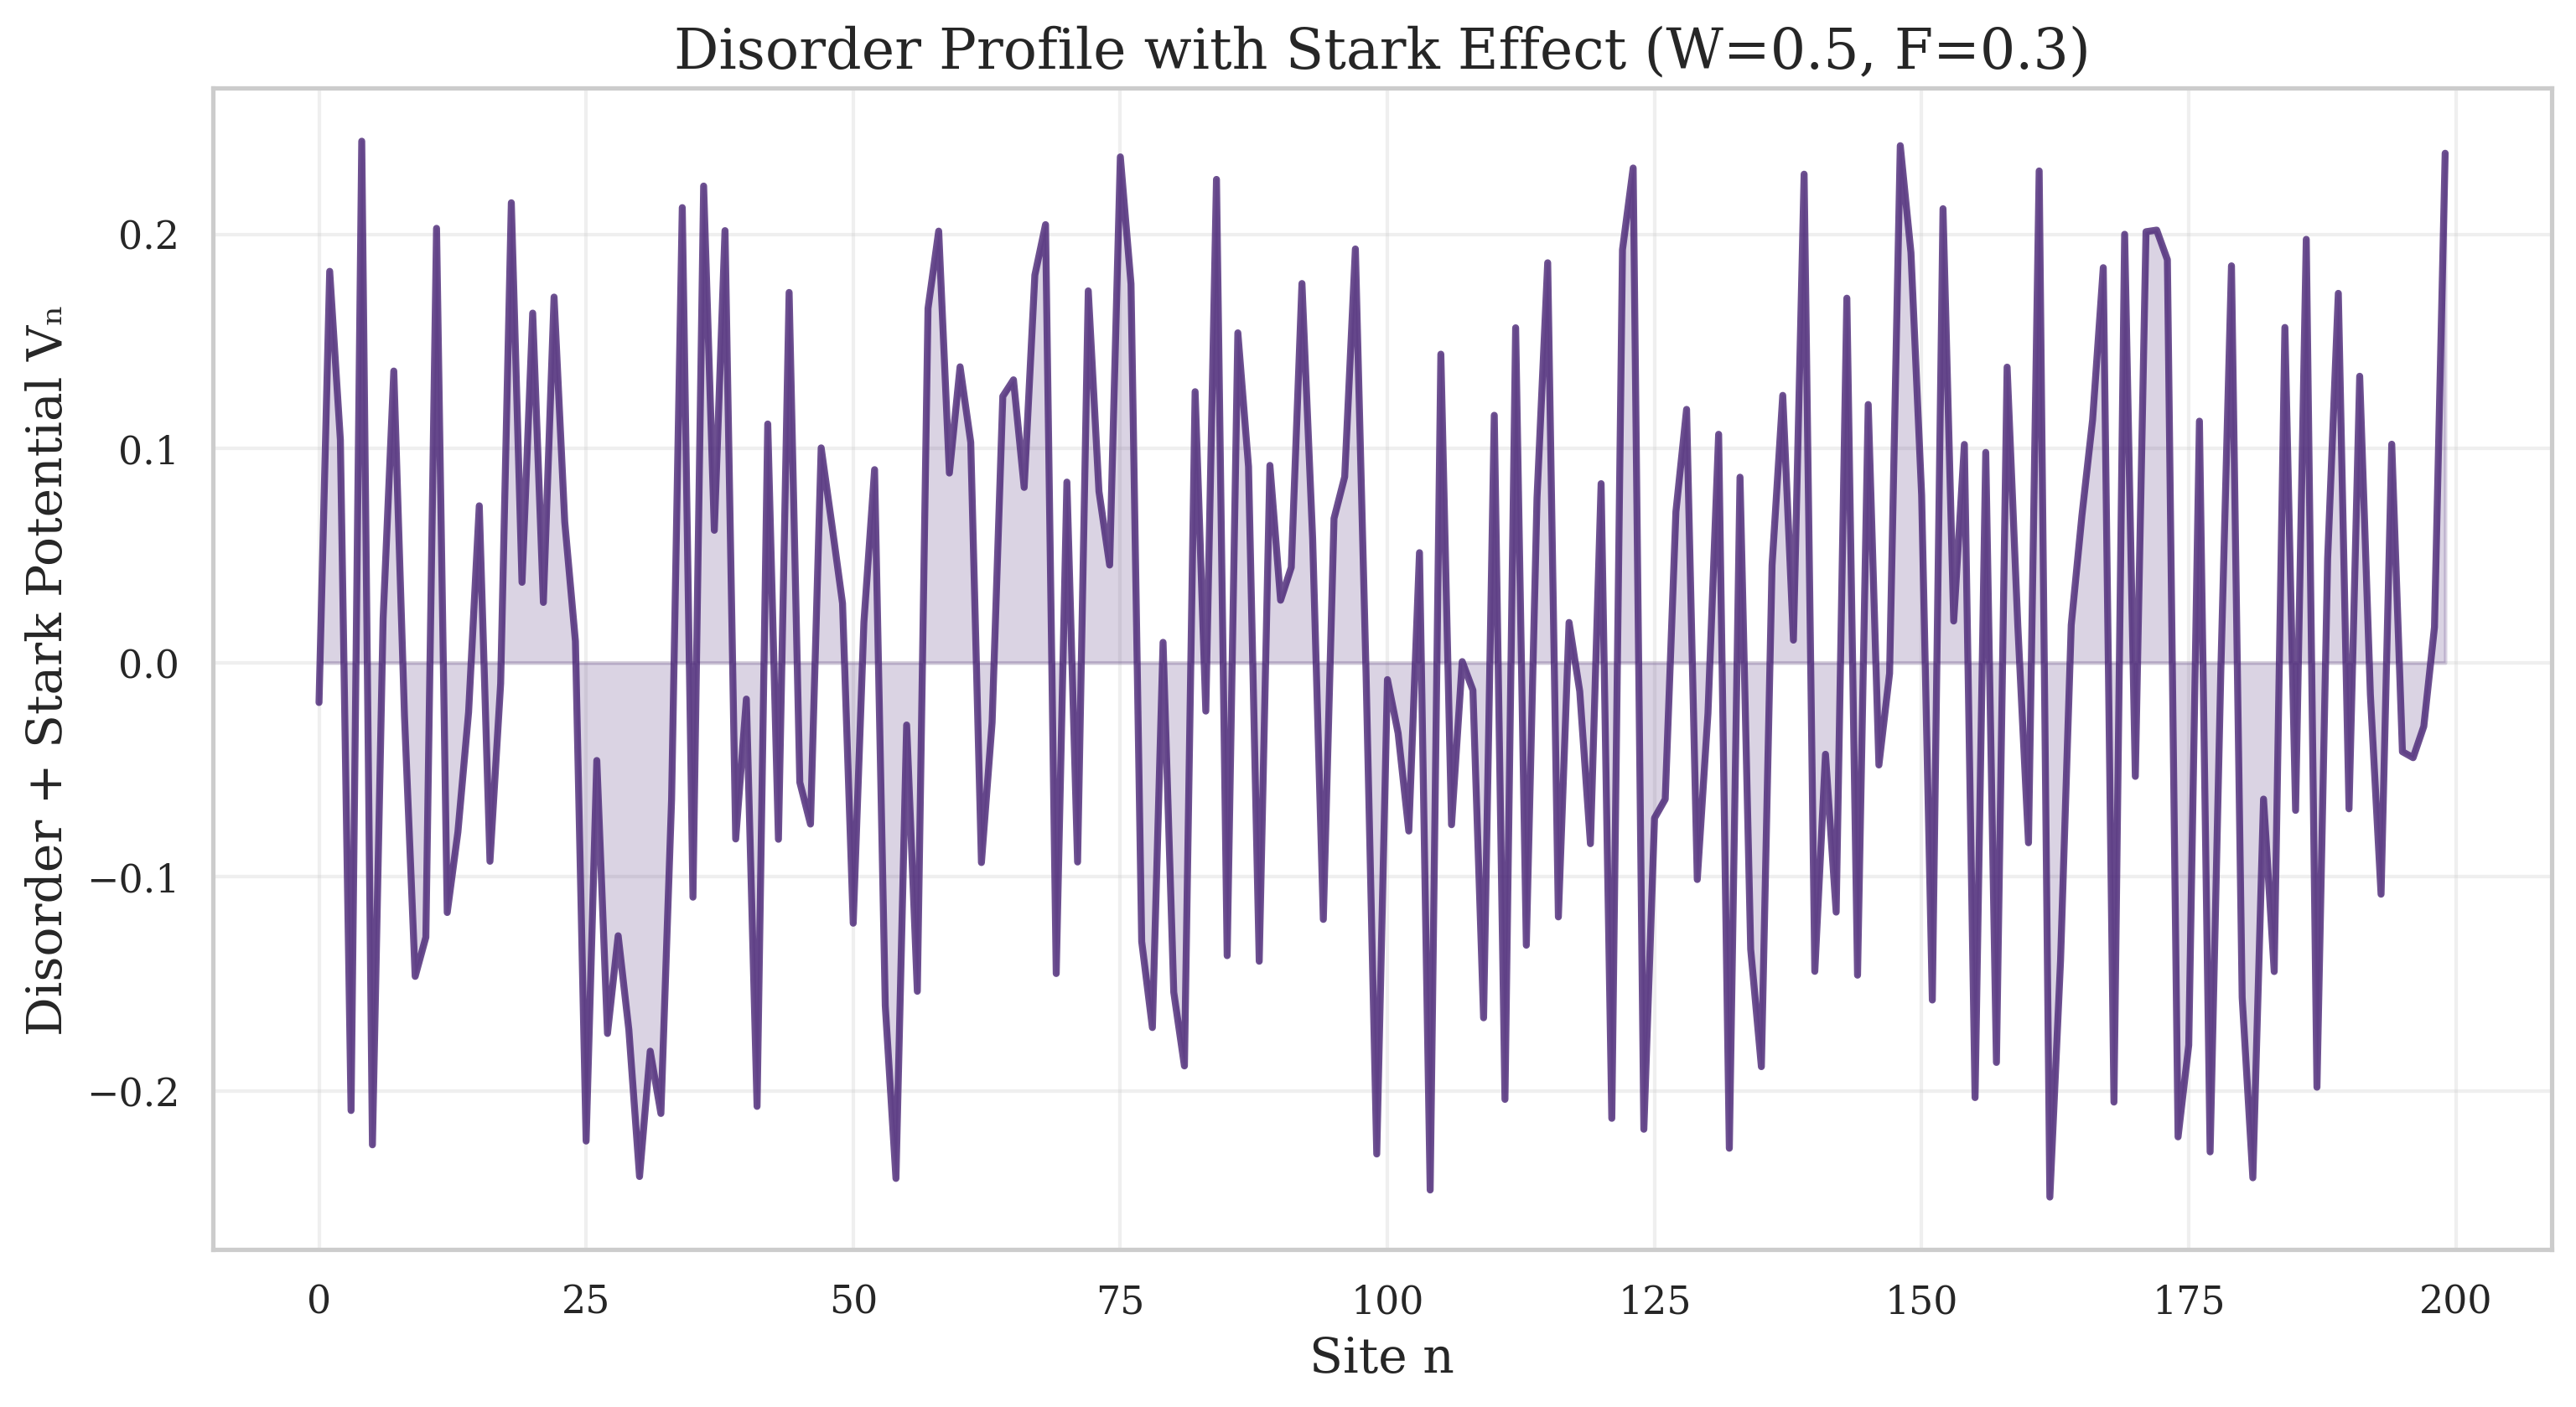 Disorder Profile with Stark Effect (W=0.5, F=0.3)
Disorder + Stark Potential Vₙ
0.2
0.1
0.0
−0.1
−0.2
0 25 50 75 100 125 150 175 200
Site n